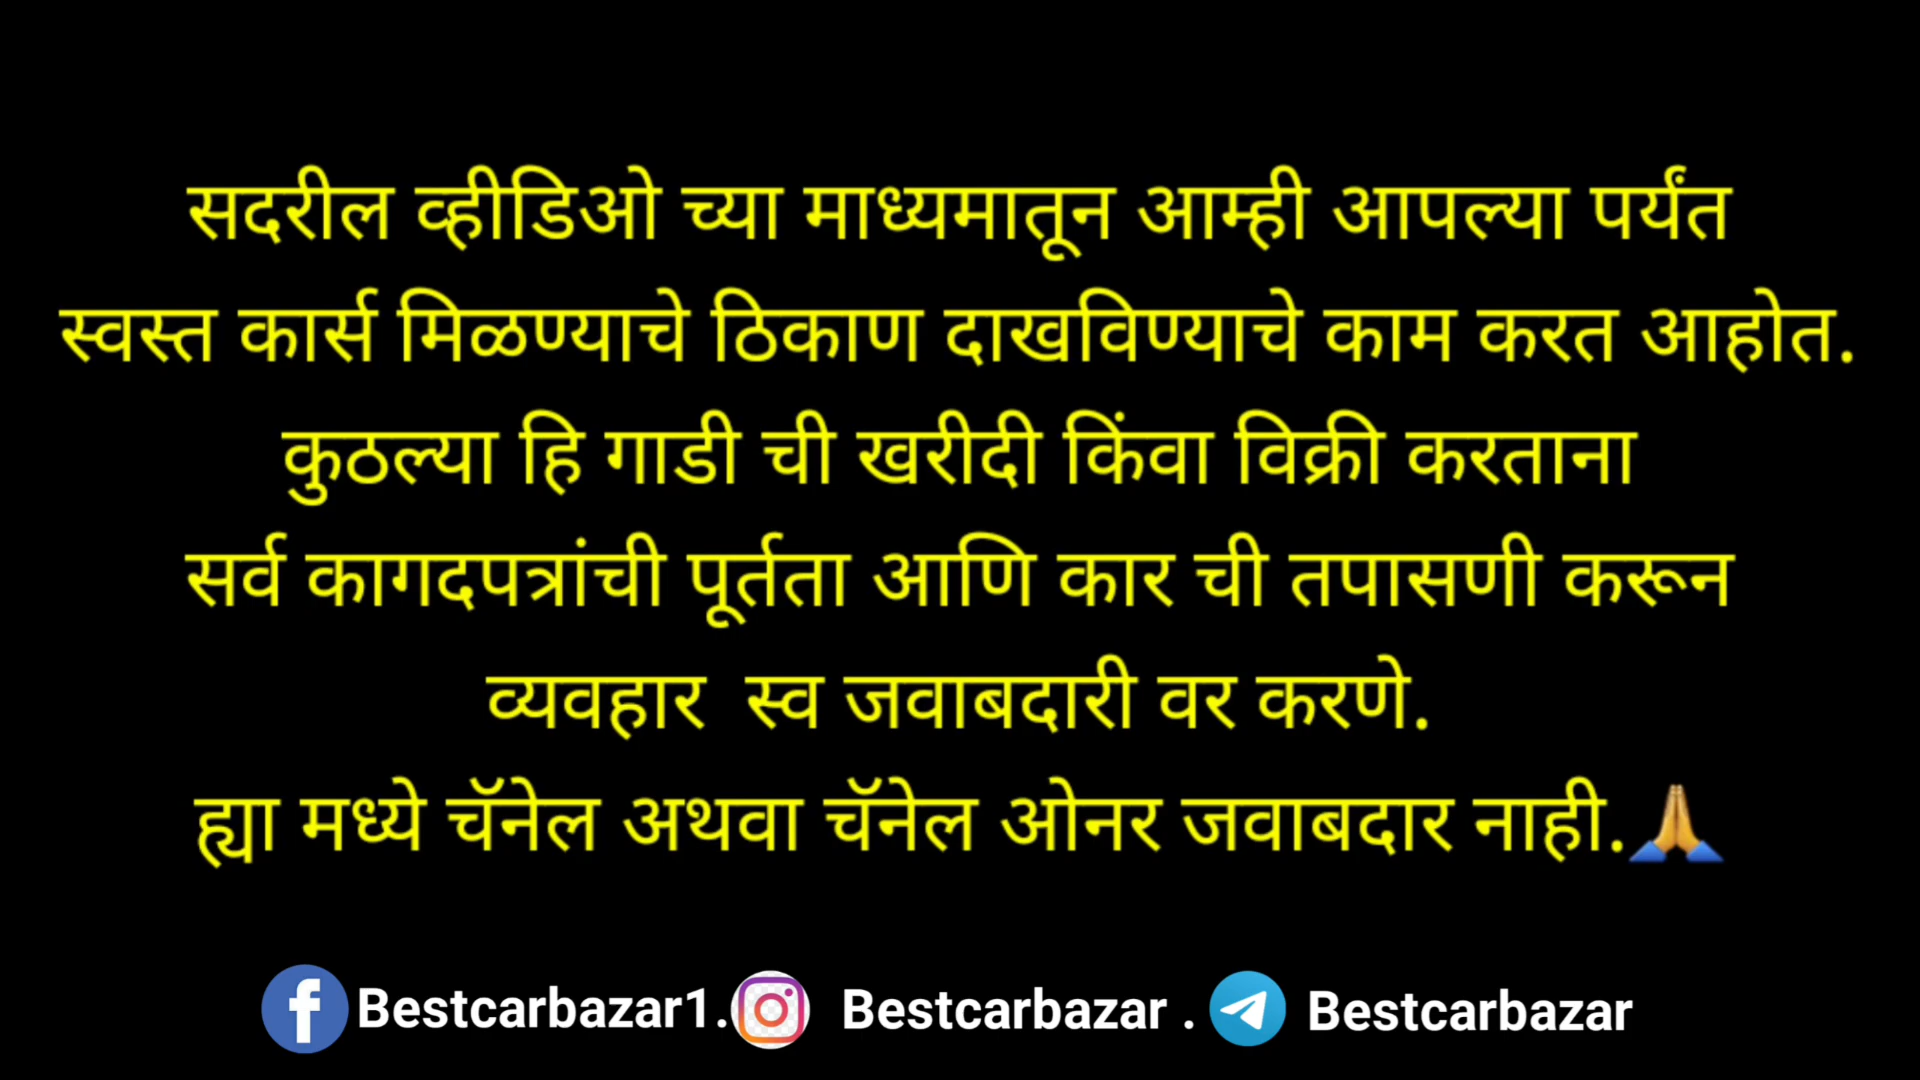 सदरील व्हीडिओ च्या माध्यमातून आम्ही आपल्या पर्यंत
स्वस्त कार्स मिळण्याचे ठिकाण दाखविण्याचे काम करत आहोत.
कुठल्या हि गाडी ची खरीदी किंवा विक्री करताना
सर्व कागदपत्रांची पूर्तता आणि कार ची तपासणी करून
व्यवहार स्व जवाबदारी वर करणे.
ह्या मध्ये चॅनेल अथवा चॅनेल ओनर जवाबदार नाही.🙏
Bestcarbazar1. Bestcarbazar . Bestcarbazar